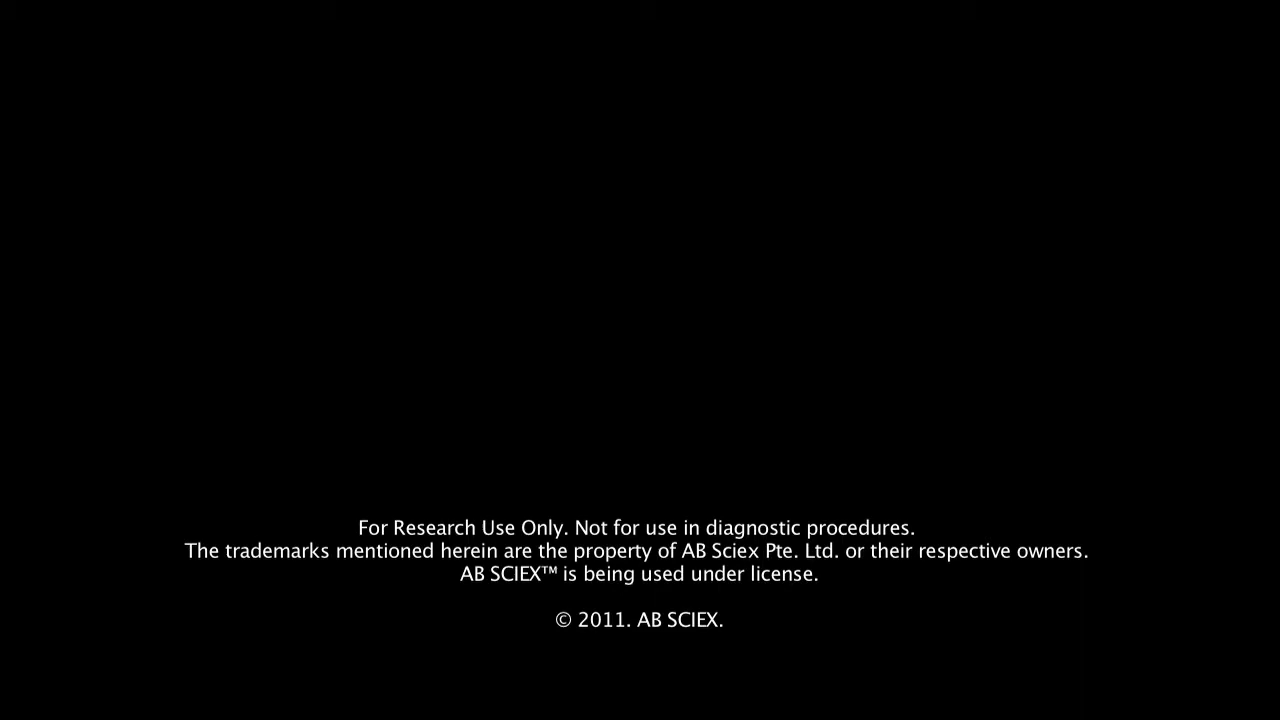 For Research Use Only. Not for use in diagnostic procedures.
The trademarks mentioned herein are the property of AB Sciex Pte. Ltd. or their respective owners.
AB SCIEX™ is being used under license.
© 2011. AB SCIEX.